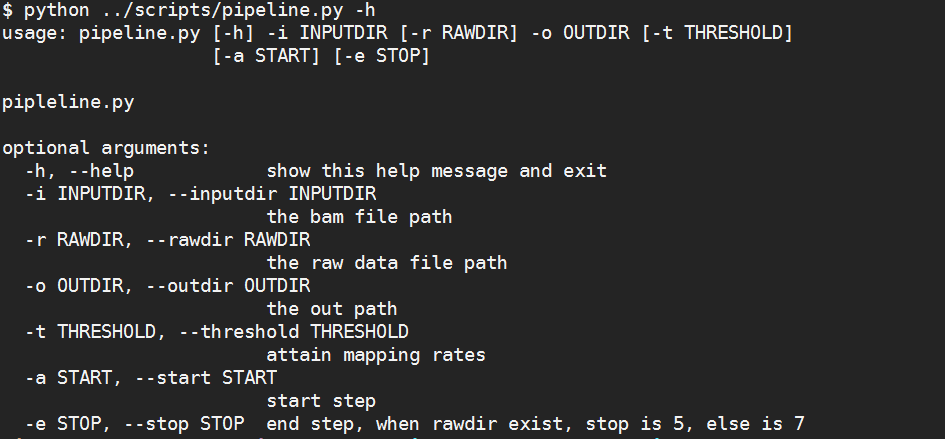 $ python ../scripts/pipeline.py -h
usage: pipeline.py [-h] -i INPUTDIR [-r RAWDIR] -o OUTDIR [-t THRESHOLD]
                   [-a START] [-e STOP]

pipleline.py

optional arguments:
  -h, --help            show this help message and exit
  -i INPUTDIR, --inputdir INPUTDIR
                        the bam file path
  -r RAWDIR, --rawdir RAWDIR
                        the raw data file path
  -o OUTDIR, --outdir OUTDIR
                        the out path
  -t THRESHOLD, --threshold THRESHOLD
                        attain mapping rates
  -a START, --start START
                        start step
  -e STOP, --stop STOP  end step, when rawdir exist, stop is 5, else is 7